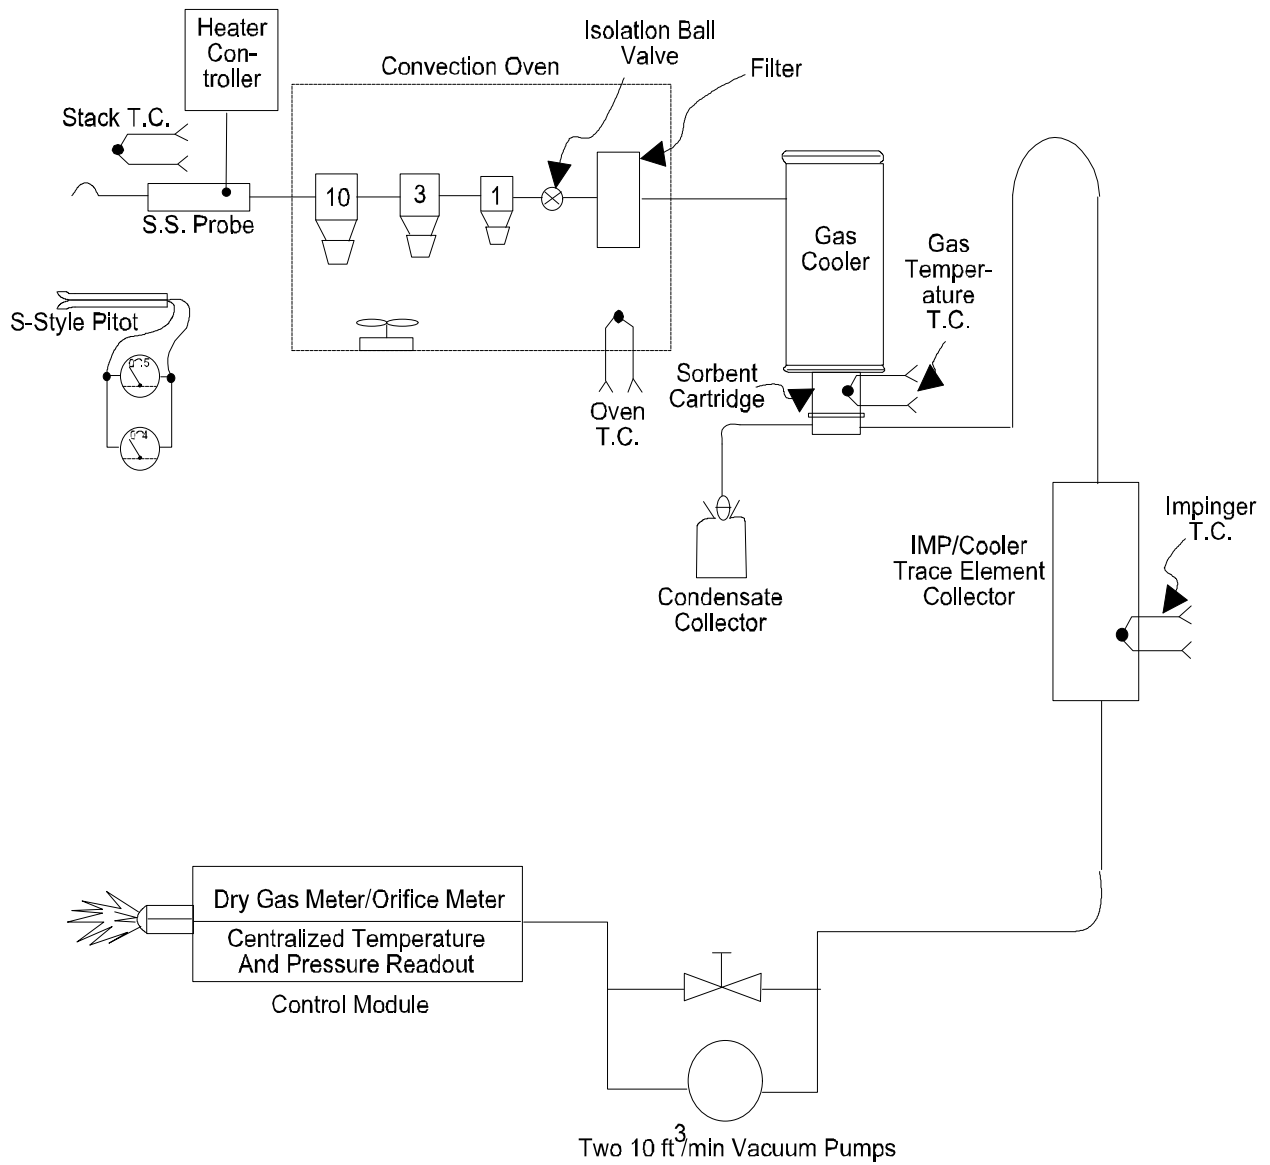 Heater
Con-
troller
Isolation Ball
Valve
Convection Oven
Filter
Stack T.C.
10
3
1
S.S. Probe
Gas
Cooler
Gas
Temper-
ature
T.C.
S-Style Pitot
Sorbent
Cartridge
Oven
T.C.
Impinger
T.C.
IMP/Cooler
Trace Element
Collector
Condensate
Collector
Dry Gas Meter/Orifice Meter
Centralized Temperature
And Pressure Readout
Control Module
Two 10 ft3/min Vacuum Pumps